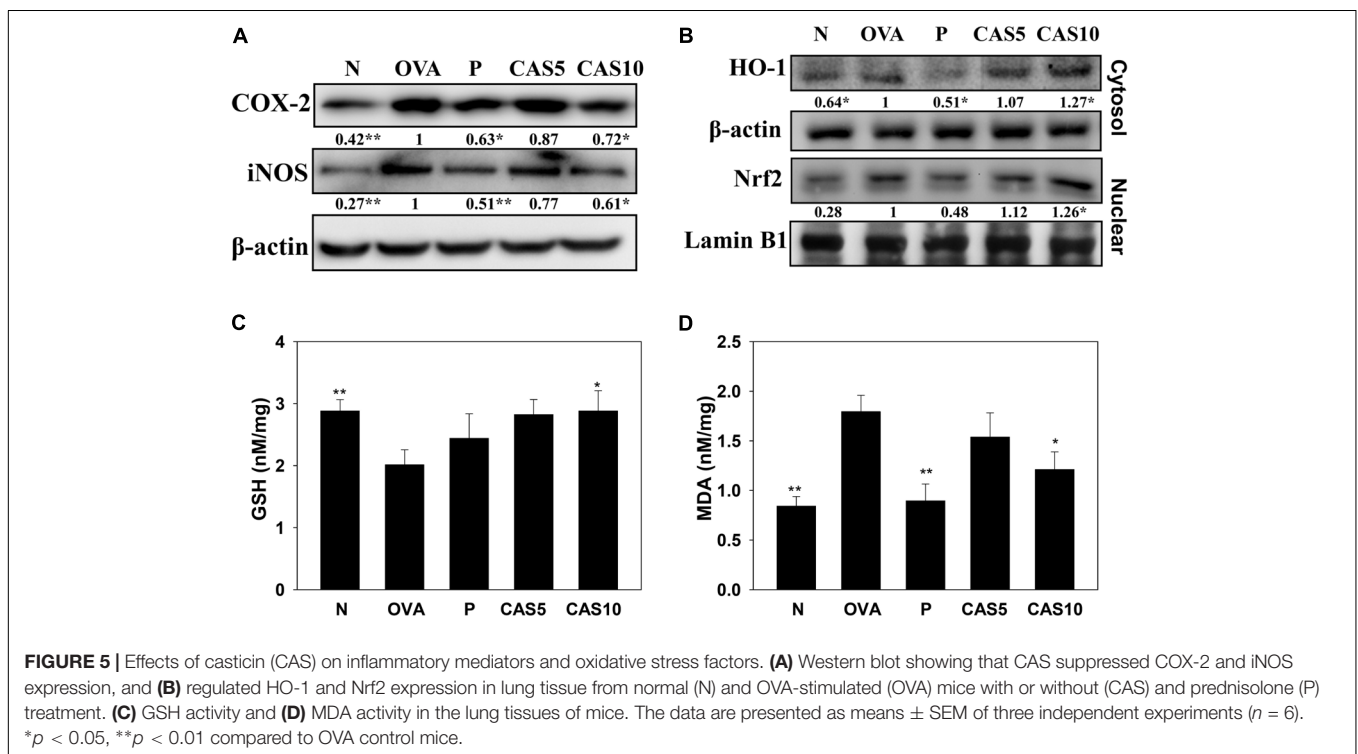 A
N OVA P CAS5 CAS10
COX-2
0.42** 1 0.63* 0.87 0.72*
iNOS
0.27** 1 0.51** 0.77 0.61*
β-actin
B
N OVA P CAS5 CAS10
HO-1
0.64* 1 0.51* 1.07 1.27*
β-actin
Cytosol
Nrf2
0.28 1 0.48 1.12 1.26*
Lamin B1
Nuclear
C
GSH (nM/mg)
4
3
2
1
0
** *
N OVA P CAS5 CAS10
D
MDA (nM/mg)
2.5
2.0
1.5
1.0
0.5
0.0
** ** *
N OVA P CAS5 CAS10
FIGURE 5 | Effects of casticin (CAS) on inflammatory mediators and oxidative stress factors. (A) Western blot showing that CAS suppressed COX-2 and iNOS
expression, and (B) regulated HO-1 and Nrf2 expression in lung tissue from normal (N) and OVA-stimulated (OVA) mice with or without (CAS) and prednisolone (P)
treatment. (C) GSH activity and (D) MDA activity in the lung tissues of mice. The data are presented as means ± SEM of three independent experiments (n = 6).
*p < 0.05, **p < 0.01 compared to OVA control mice.